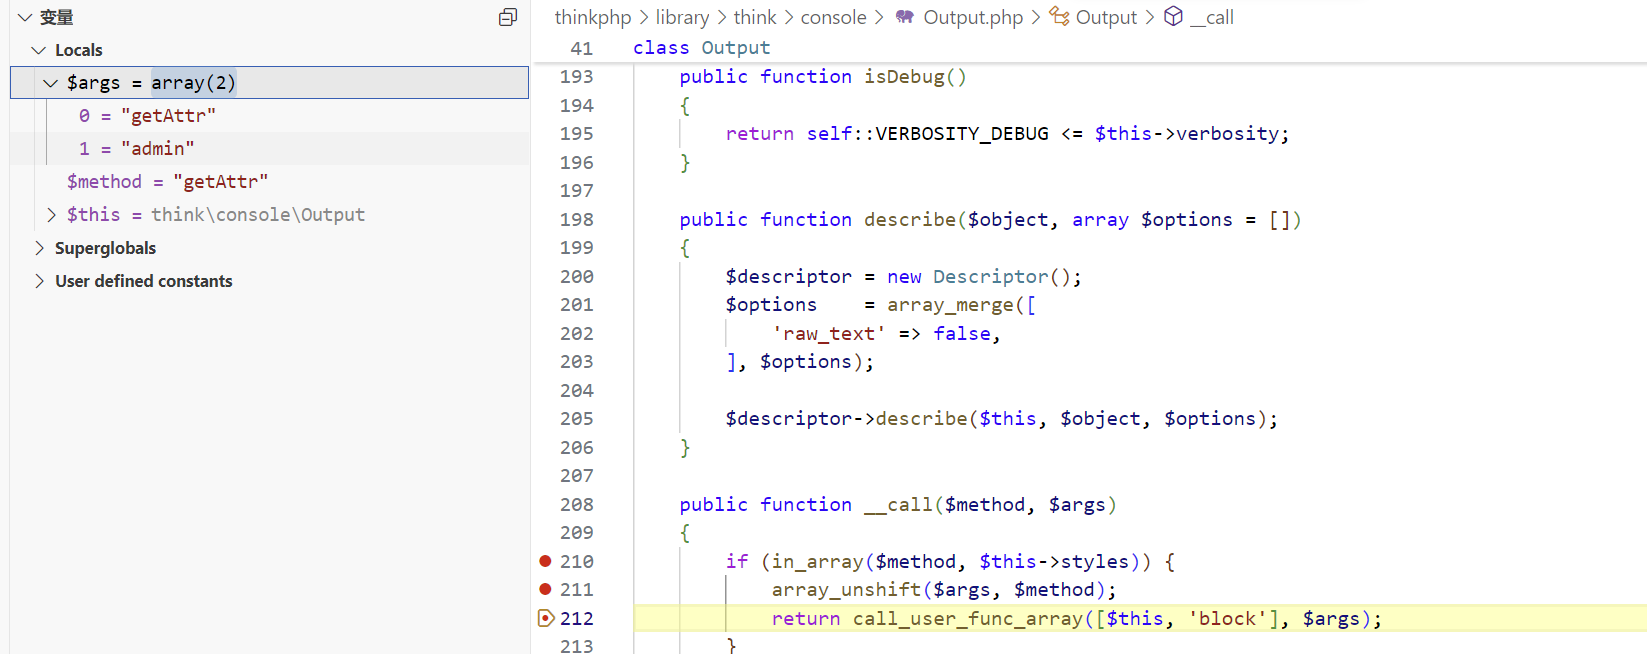 变量
Locals
$args = array(2)
0 = "getAttr"
1 = "admin"
$method = "getAttr"
$this = think\console\Output
Superglobals
User defined constants
thinkphp > library > think > console > Output.php > Output > __call
41 class Output
193 public function isDebug()
194 {
195 return self::VERBOSITY_DEBUG <= $this->verbosity;
196 }
197
198 public function describe($object, array $options = [])
199 {
200 $descriptor = new Descriptor();
201 $options    = array_merge([
202 'raw_text' => false,
203 ], $options);
204
205 $descriptor->describe($this, $object, $options);
206 }
207
208 public function __call($method, $args)
209 {
210 if (in_array($method, $this->styles)) {
211 array_unshift($args, $method);
212 return call_user_func_array([$this, 'block'], $args);
213 }